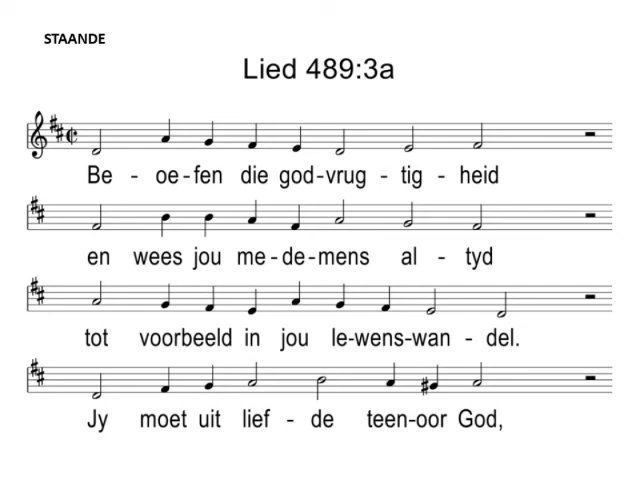 STAANDE
Lied 489:3a
Be - oe-fen die god-vrug - tig - heid
en wees jou me-de-mens al - tyd
tot voorbeeld in jou le-wens-wan - del.
Jy moet uit lief - de teen-oor God,